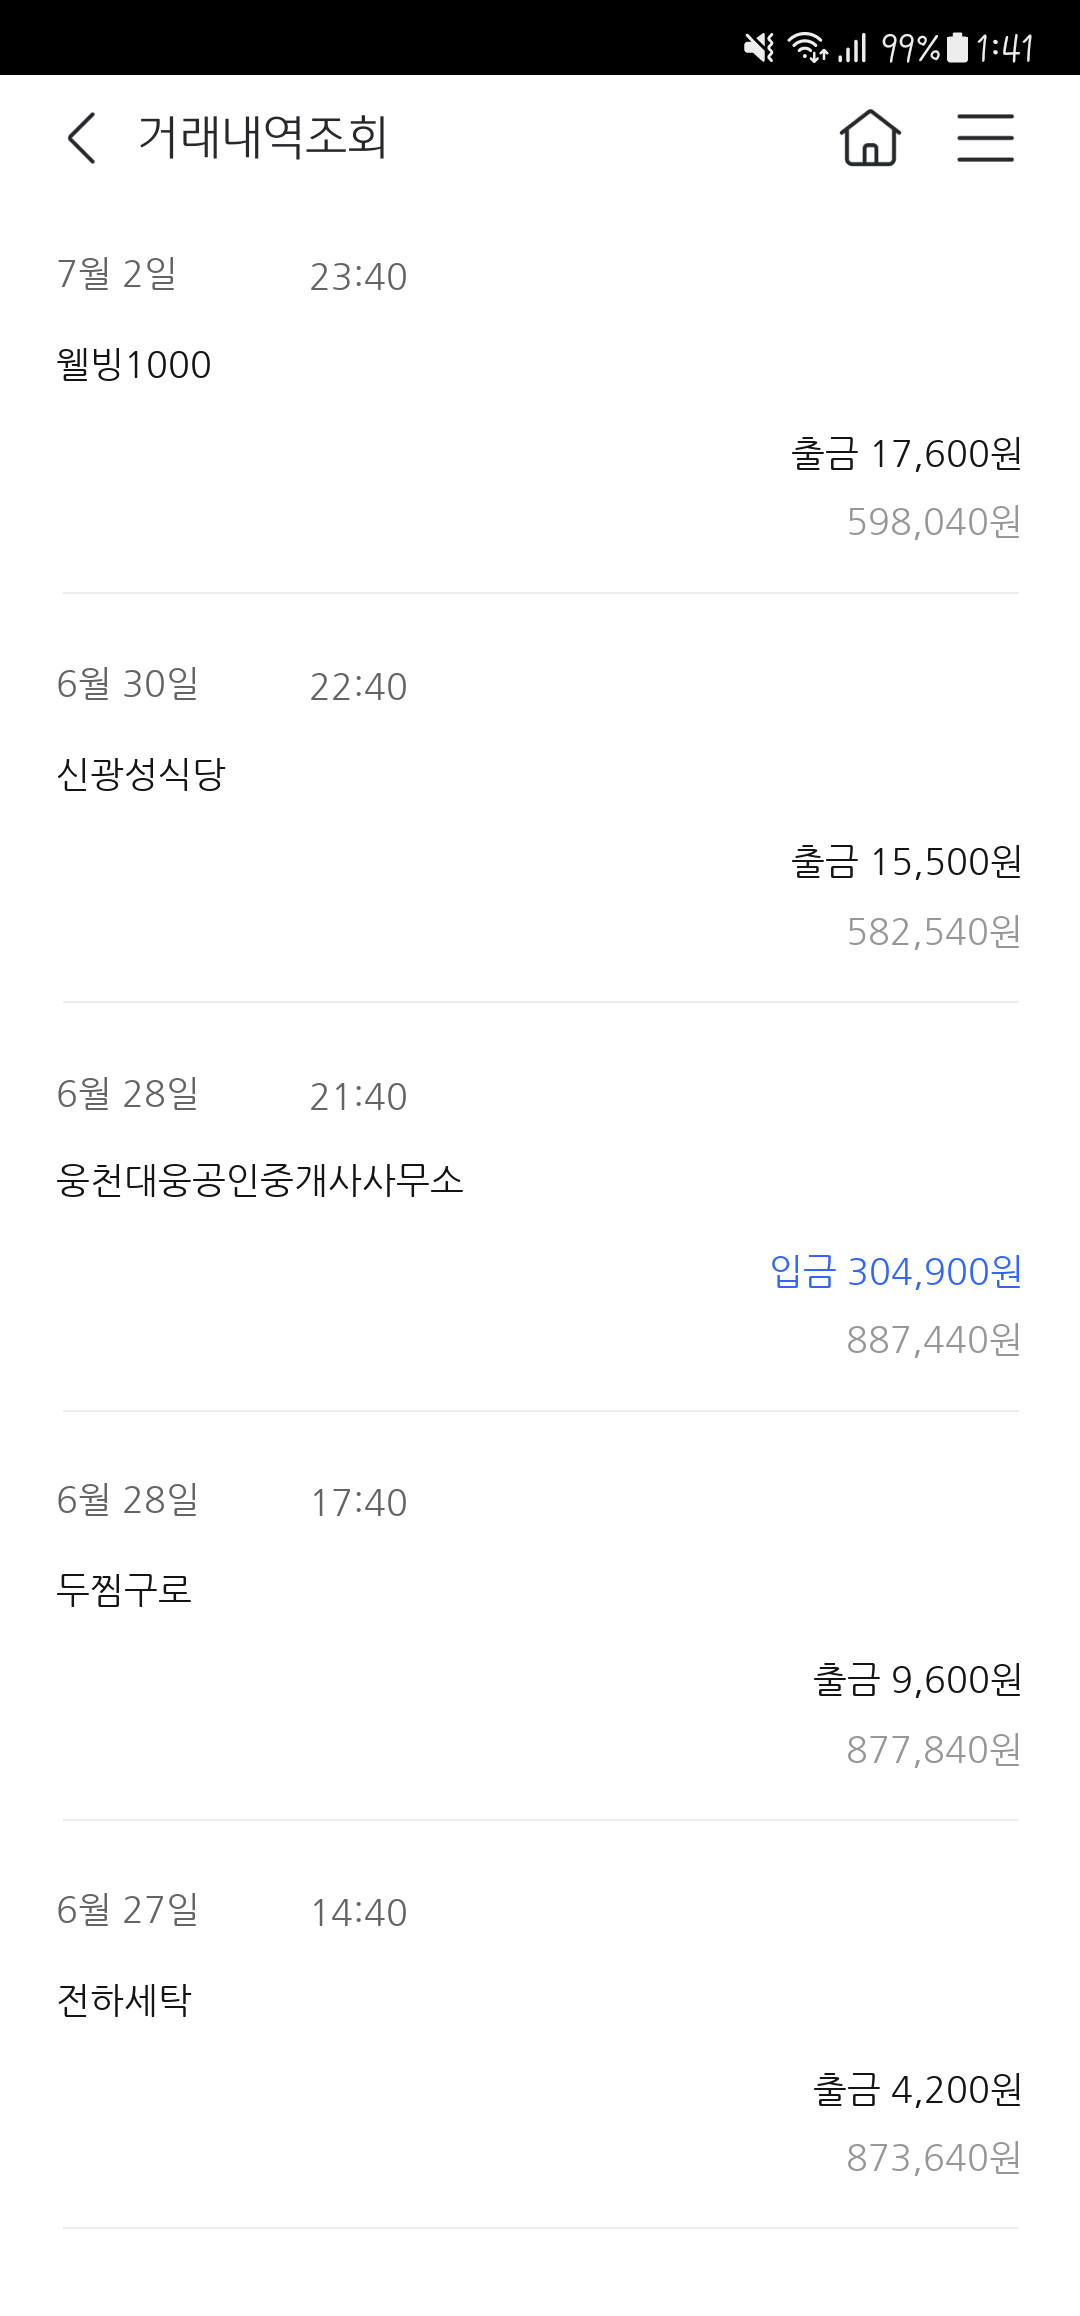 99% 1:41
거래내역조회
7월 2일 23:40
웰빙1000
출금 17,600원
598,040원
6월 30일 22:40
신광성식당
출금 15,500원
582,540원
6월 28일 21:40
웅천대웅공인중개사사무소
입금 304,900원
887,440원
6월 28일 17:40
두찜구로
출금 9,600원
877,840원
6월 27일 14:40
전하세탁
출금 4,200원
873,640원